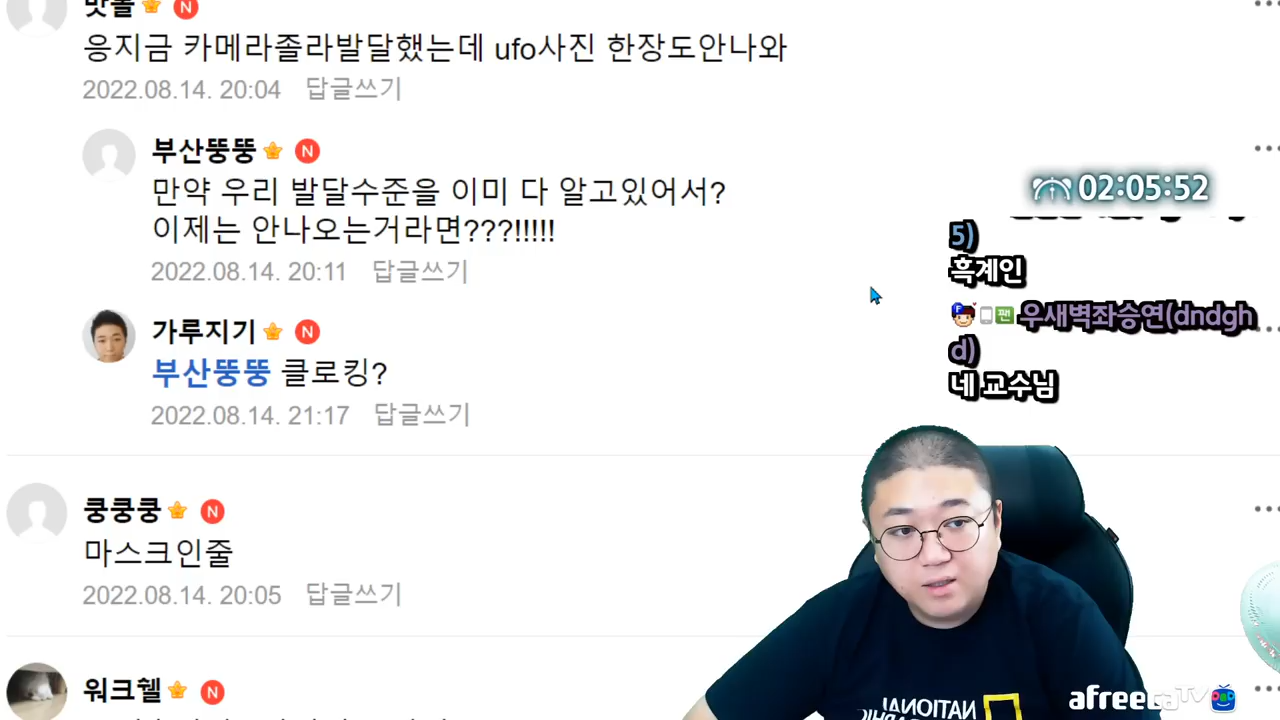 맛폴
응지금 카메라졸라발달했는데 ufo사진 한장도안나와
2022.08.14. 20:04 답글쓰기
부산뚱뚱 N
만약 우리 발달수준을 이미 다 알고있어서?
이제는 안나오는거라면???!!!!!
2022.08.14. 20:11 답글쓰기
가루지기 N
부산뚱뚱 클로킹?
2022.08.14. 21:17 답글쓰기
쿵쿵쿵 N
마스크인줄
2022.08.14. 20:05 답글쓰기
워크헬 N
02:05:52
5)
흑계인
팬 우새벽좌승연(dndgh
d)
네 교수님
NATIONAL
afreecaTV